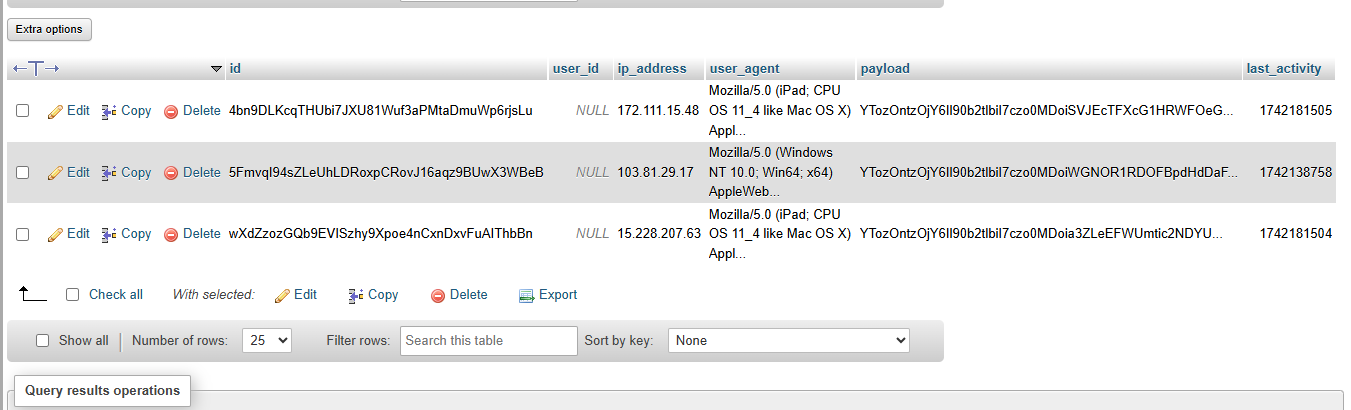 Extra options
id user_id ip_address user_agent payload last_activity
Edit Copy Delete 4bn9DLKcqTHUbi7JXU81Wuf3aPMtaDmuWp6rjsLu NULL 172.111.15.48 Mozilla/5.0 (iPad; CPU OS 11_4 like Mac OS X) Appl... YTozOntzOjY6Il90b2tlbiI7czo0MDoiSVJEcTFXcG1HRWFOeG... 1742181505
Edit Copy Delete 5FmvqI94sZLeUhLDRoxpCRovJ16aqz9BUwX3WBeB NULL 103.81.29.17 Mozilla/5.0 (Windows NT 10.0; Win64; x64) AppleWeb... YTozOntzOjY6Il90b2tlbiI7czo0MDoiWGNOR1RDOFBpdHdDaF... 1742138758
Edit Copy Delete wXdZzozGQb9EVISzhy9Xpoe4nCxnDxvFuAIThbBn NULL 15.228.207.63 Mozilla/5.0 (iPad; CPU OS 11_4 like Mac OS X) Appl... YTozOntzOjY6Il90b2tlbiI7czo0MDoia3ZLeEFWUmtic2NDYU... 1742181504
Check all With selected: Edit Copy Delete Export
Show all Number of rows: 25 Filter rows: Search this table Sort by key: None
Query results operations